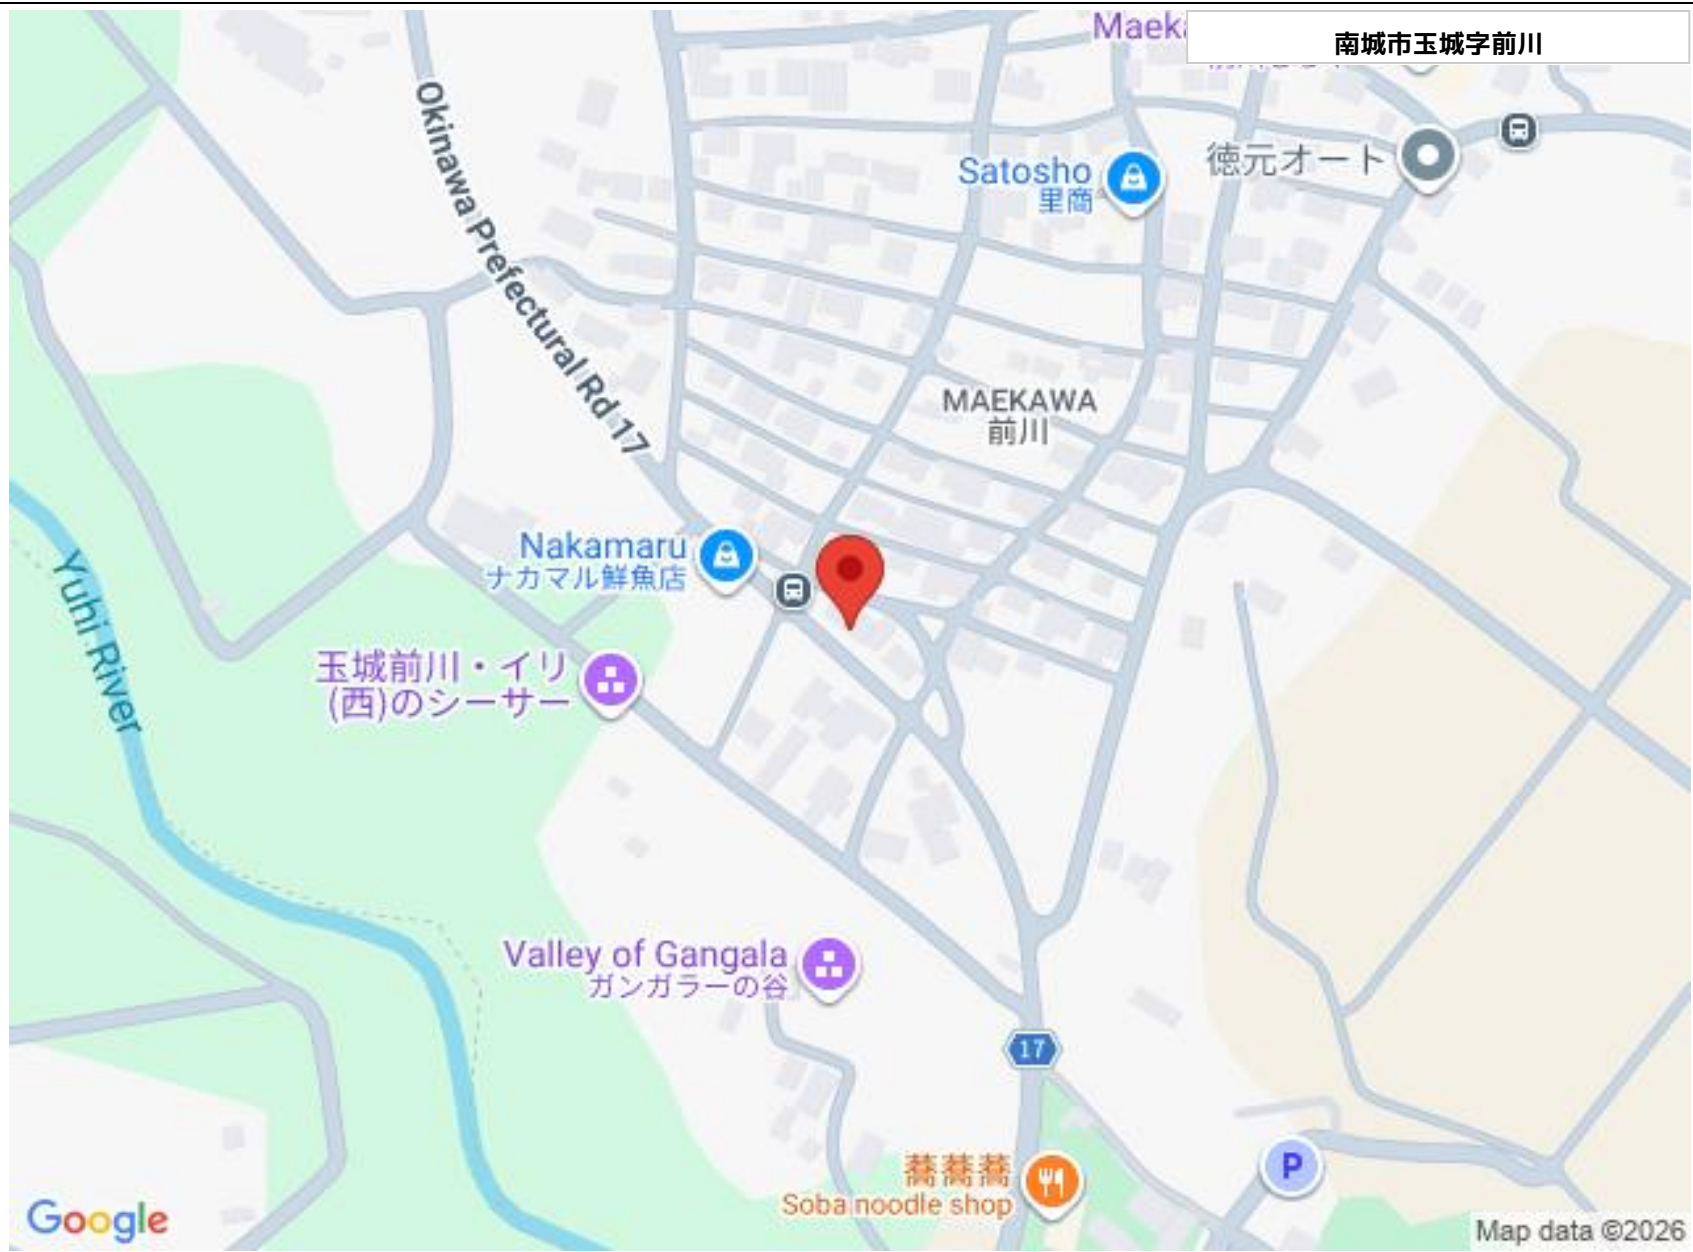 Maek
南城市玉城字前川
Okinawa Prefectural Rd 17
Satosho
里商
徳元オート
MAEKAWA
前川
Nakamaru
ナカマル鮮魚店
Yuhi River
玉城前川・イリ
(西)のシーサー
Valley of Gangala
ガンガラーの谷
17
蕎蕎蕎
Soba noodle shop
P
Google
Map data ©2026